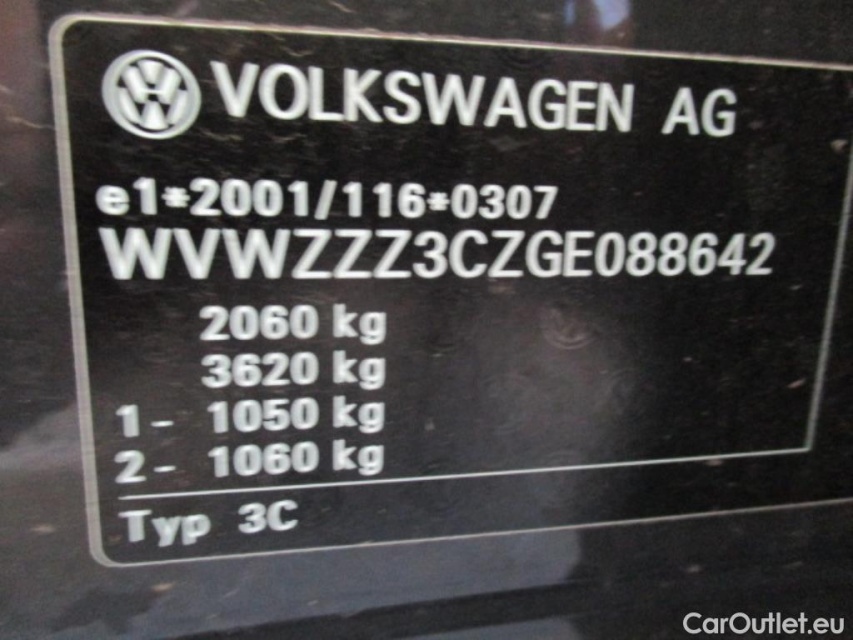 VOLKSWAGEN AG
e1*2001/116*0307
WVWZZZ3CZGE088642
2060 kg
3620 kg
1 - 1050 kg
2 - 1060 kg
Typ 3C
CarOutlet.eu